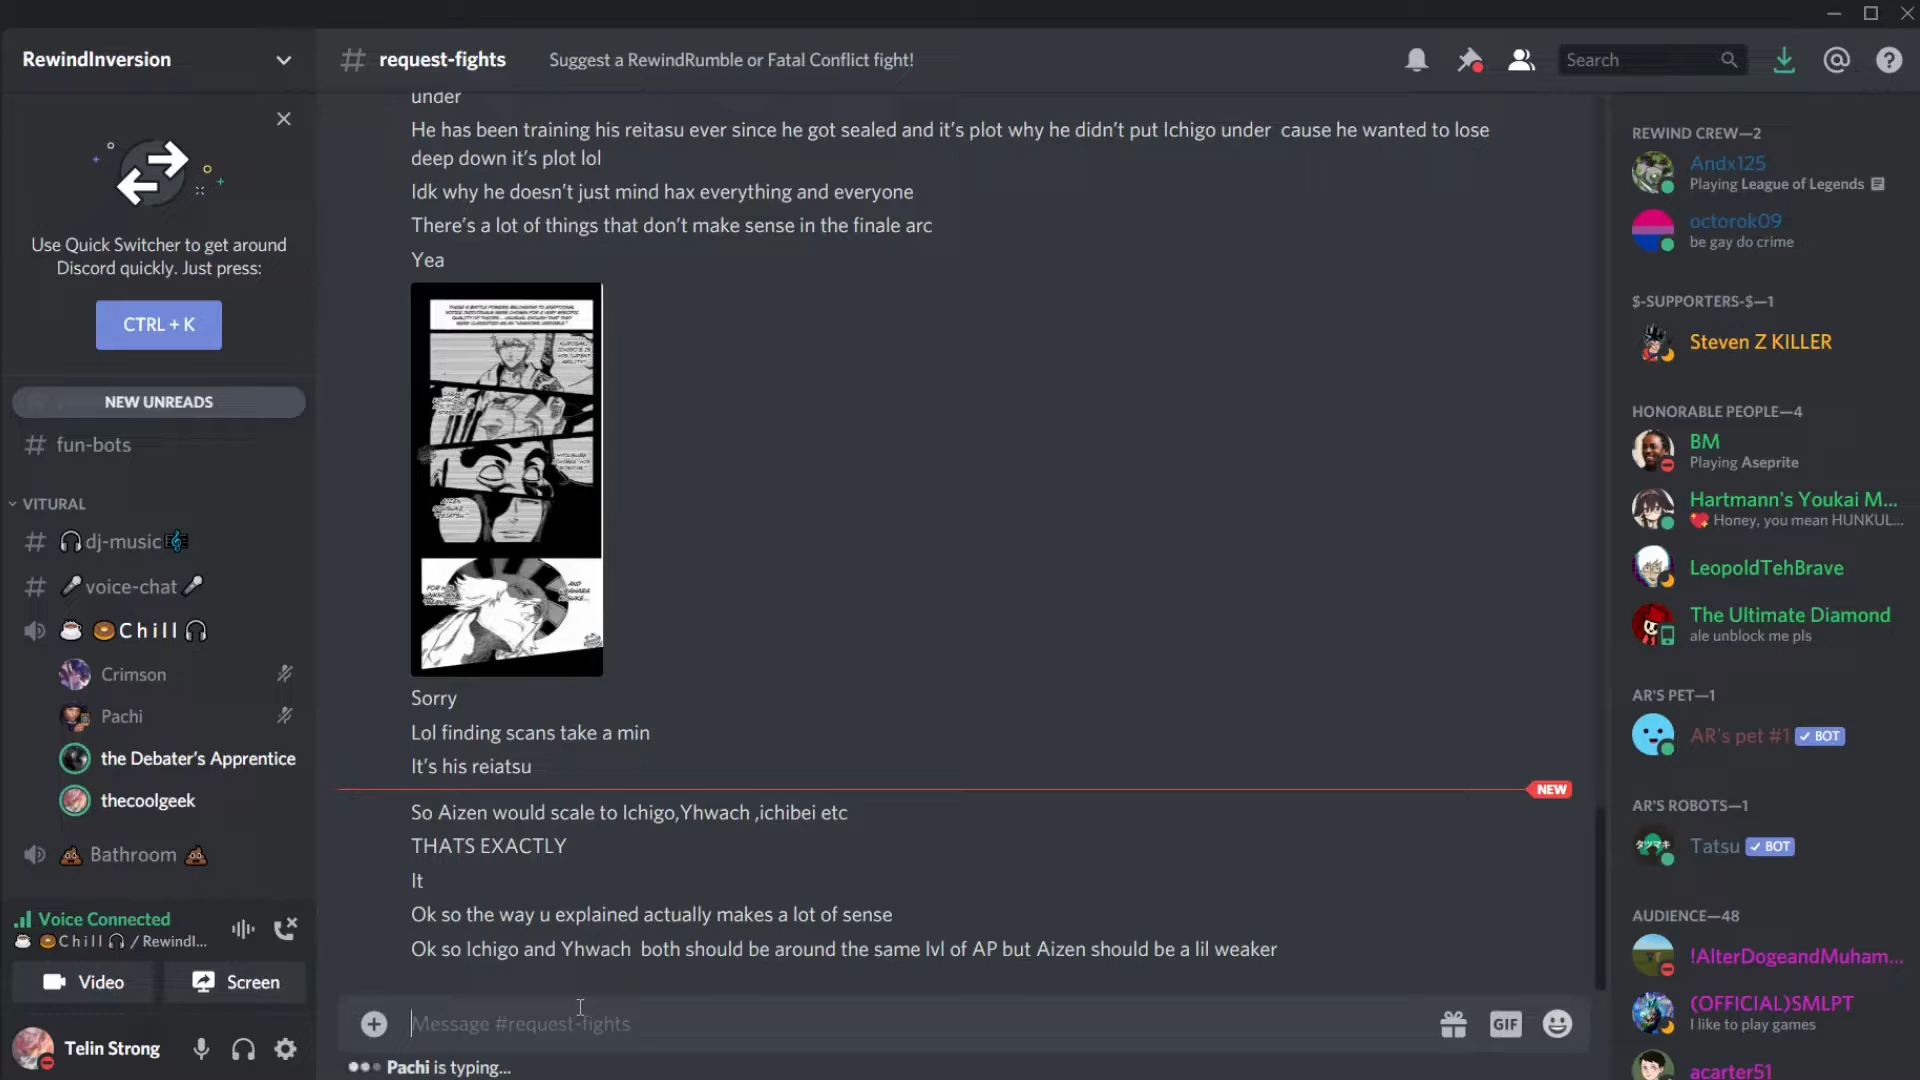 RewindInversion
request-fights
Suggest a RewindRumble or Fatal Conflict fight!
Search
Use Quick Switcher to get around
Discord quickly. Just press:
CTRL + K
NEW UNREADS
fun-bots
VITURAL
dj-music
voice-chat
Chill
Crimson
Pachi
the Debater's Apprentice
thecoolgeek
Bathroom
Voice Connected
Chill / RewindI...
Video
Screen
Telin Strong
under
He has been training his reitasu ever since he got sealed and it's plot why he didn't put Ichigo under cause he wanted to lose
deep down it's plot lol
Idk why he doesn't just mind hax everything and everyone
There's a lot of things that don't make sense in the finale arc
Yea
Sorry
Lol finding scans take a min
It's his reiatsu
NEW
So Aizen would scale to Ichigo,Yhwach ,ichibei etc
THATS EXACTLY
It
Ok so the way u explained actually makes a lot of sense
Ok so Ichigo and Yhwach both should be around the same lvl of AP but Aizen should be a lil weaker
Message #request-fights
GIF
Pachi is typing...
REWIND CREW—2
Andx125
Playing League of Legends
octorok09
be gay do crime
$-SUPPORTERS-$—1
Steven Z KILLER
HONORABLE PEOPLE—4
BM
Playing Aseprite
Hartmann's Youkai M...
Honey, you mean HUNKUL...
LeopoldTehBrave
The Ultimate Diamond
ale unblock me pls
AR'S PET—1
AR's pet #1 BOT
AR'S ROBOTS—1
Tatsu BOT
AUDIENCE—48
!AlterDogeandMuham...
(OFFICIAL)SMLPT
I like to play games
acarter51